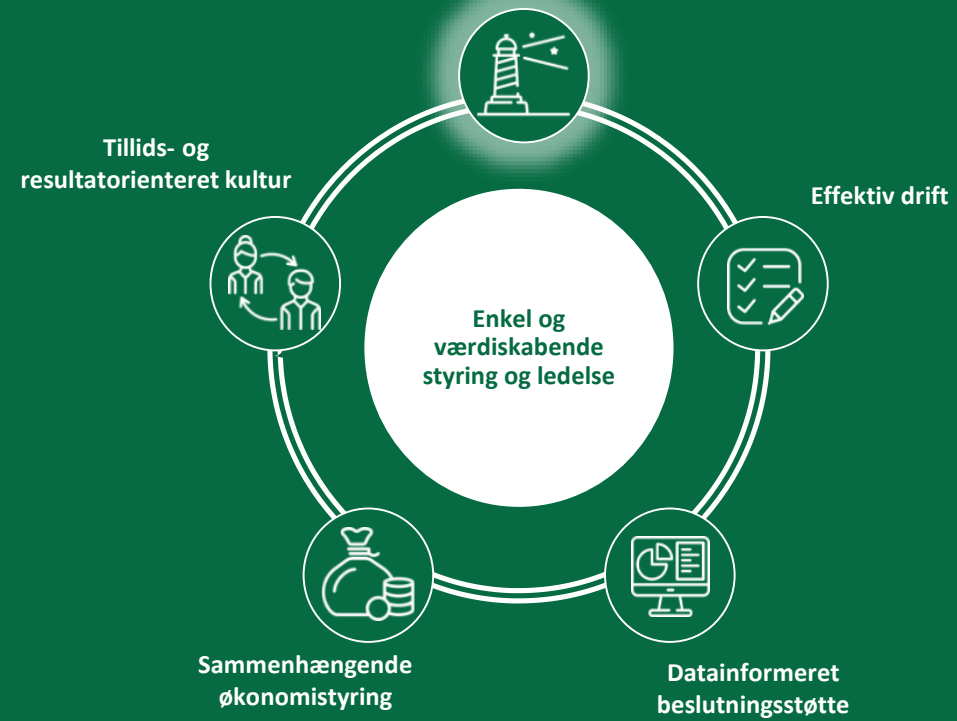 Tillids- og
resultatorienteret kultur
Effektiv drift
Enkel og
værdiskabende
styring og ledelse
Sammenhængende
økonomistyring
Datainformeret
beslutningsstøtte